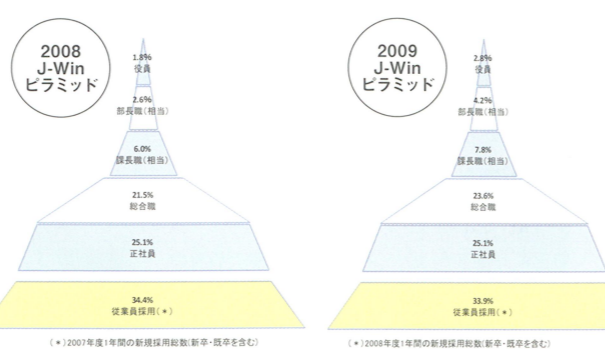 2008
J-Win
ピラミッド
1.8%
役員
2.6%
部長職(相当)
6.0%
課長職(相当)
21.5%
総合職
25.1%
正社員
34.4%
従業員採用(*)
(*)2007年度1年間の新規採用総数(新卒・既卒を含む)
2009
J-Win
ピラミッド
2.8%
役員
4.2%
部長職(相当)
7.8%
課長職(相当)
23.6%
総合職
25.1%
正社員
33.9%
従業員採用(*)
(*)2008年度1年間の新規採用総数(新卒・既卒を含む)